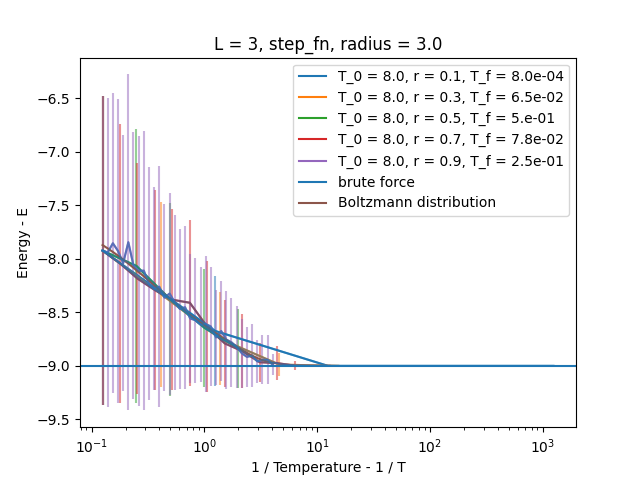 L = 3, step_fn, radius = 3.0
T_0 = 8.0, r = 0.1, T_f = 8.0e-04
T_0 = 8.0, r = 0.3, T_f = 6.5e-02
T_0 = 8.0, r = 0.5, T_f = 5.e-01
T_0 = 8.0, r = 0.7, T_f = 7.8e-02
T_0 = 8.0, r = 0.9, T_f = 2.5e-01
brute force
Boltzmann distribution
Energy - E
−6.5
−7.0
−7.5
−8.0
−8.5
−9.0
−9.5
10⁻¹ 10⁰ 10¹ 10² 10³
1 / Temperature - 1 / T